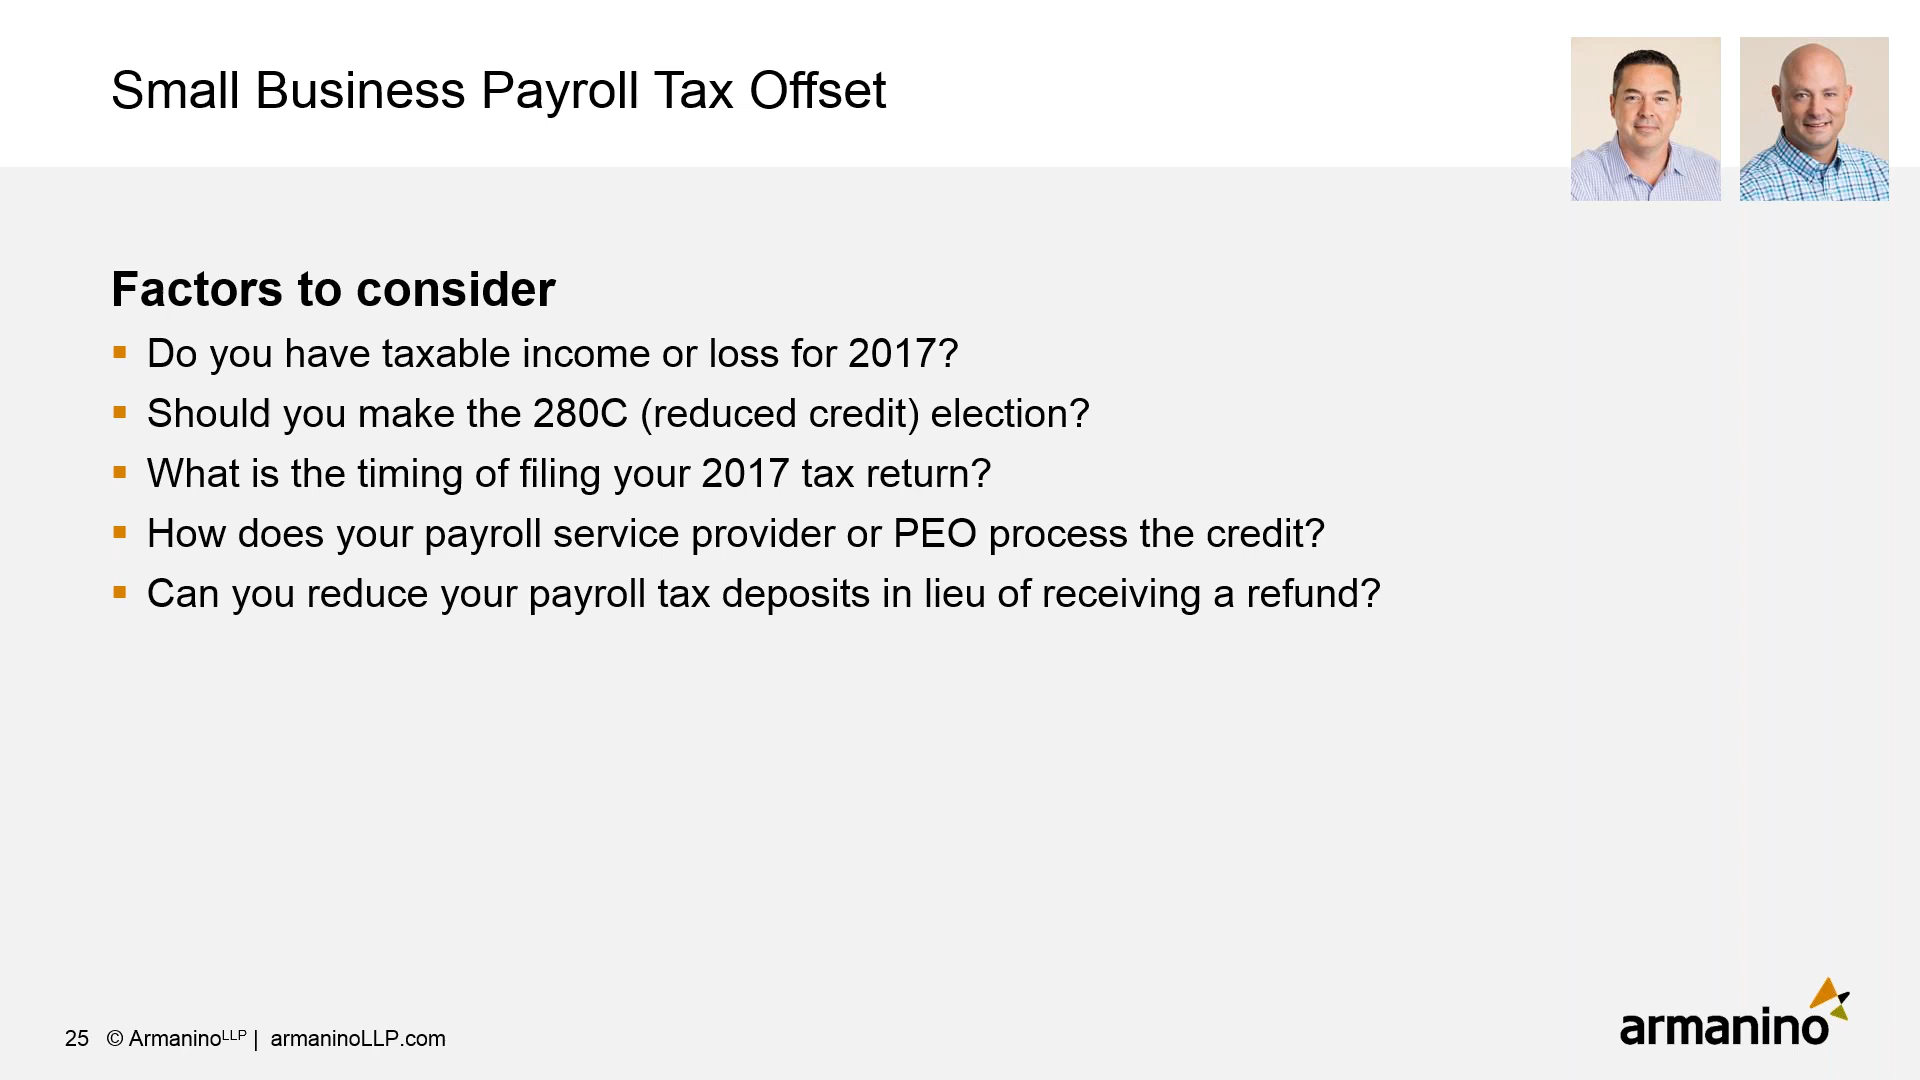 Small Business Payroll Tax Offset
Factors to consider
▪ Do you have taxable income or loss for 2017?
▪ Should you make the 280C (reduced credit) election?
▪ What is the timing of filing your 2017 tax return?
▪ How does your payroll service provider or PEO process the credit?
▪ Can you reduce your payroll tax deposits in lieu of receiving a refund?
25 © ArmaninoLLP | armaninoLLP.com
armanino